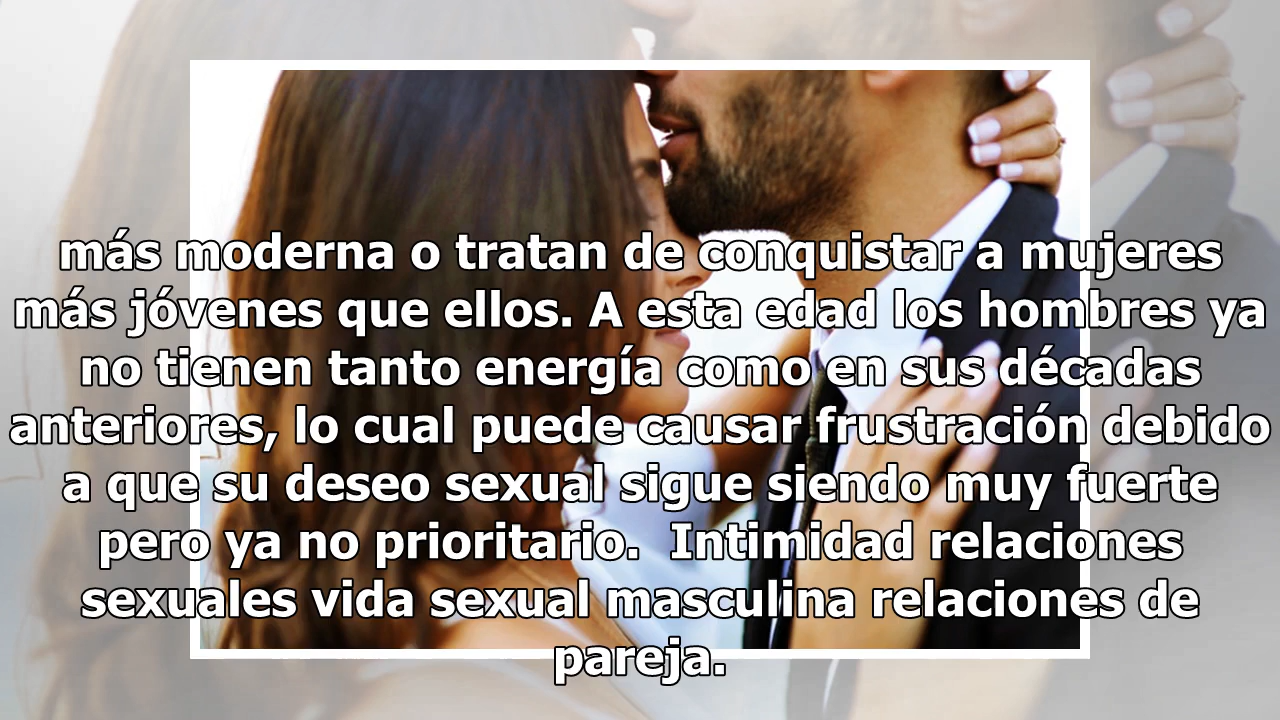 más moderna o tratan de conquistar a mujeres
más jóvenes que ellos. A esta edad los hombres ya
no tienen tanto energía como en sus décadas
anteriores, lo cual puede causar frustración debido
a que su deseo sexual sigue siendo muy fuerte
pero ya no prioritario.  Intimidad relaciones
sexuales vida sexual masculina relaciones de
pareja.